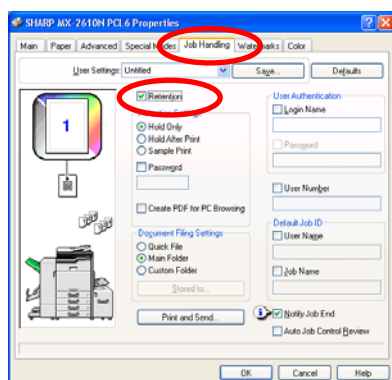 SHARP MX-2610N PCL6 Properties
Main Paper Advanced Special Modes Job Handling Watermarks Color
User Settings: Untitled Save... Defaults
Retention
Hold Only
Hold After Print
Sample Print
Password
Create PDF for PC Browsing
Document Filing Settings
Quick File
Main Folder
Custom Folder
Stored to...
Print and Send...
User Authentication
Login Name
Password
User Number
Default Job ID
User Name
Job Name
Notify Job End
Auto Job Control Review
1
OK Cancel Help